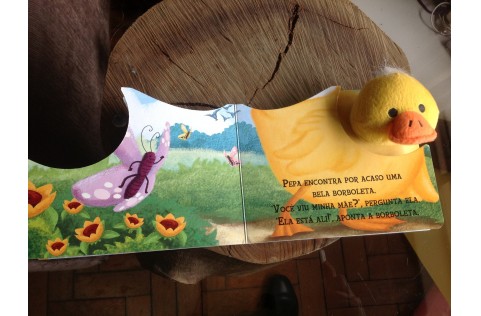 Pepa encontra por acaso uma
bela borboleta.
'Você viu minha mãe?', pergunta ela.
'Ela está ali!', aponta a borboleta.